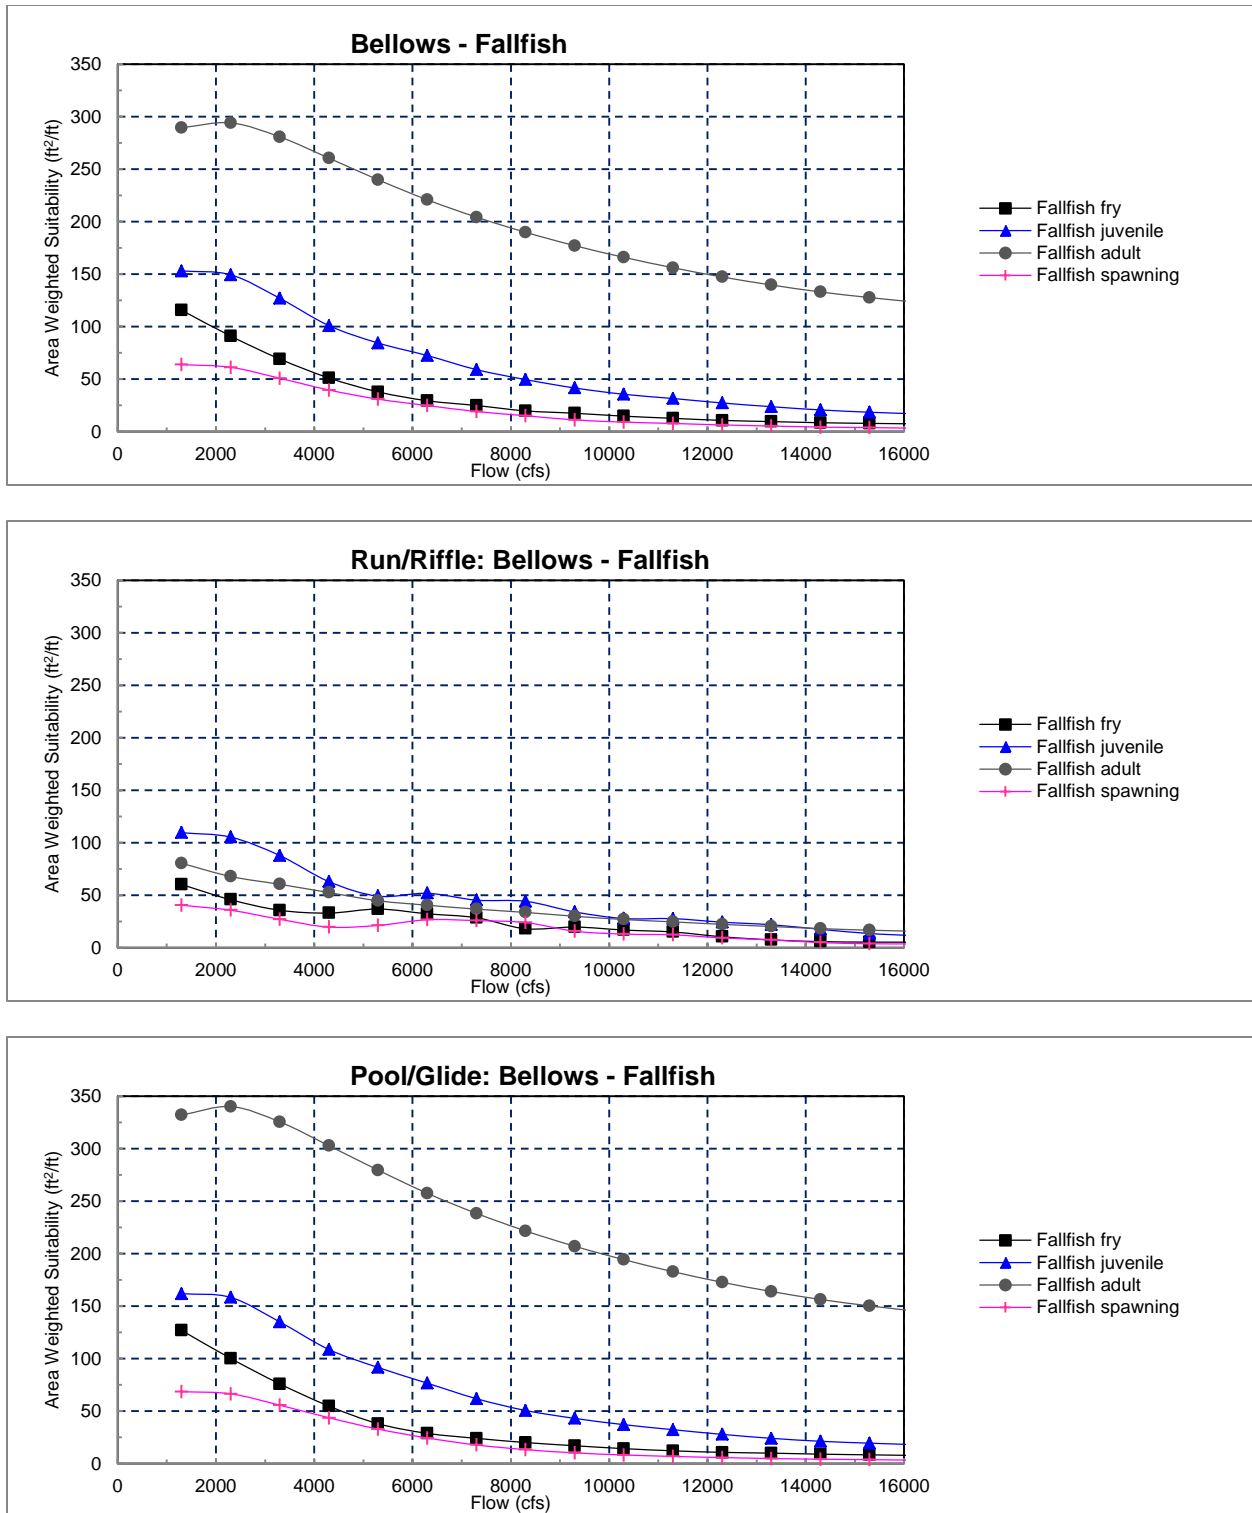 Bellows - Fallfish
Area Weighted Suitability (ft²/ft)
350
300
250
200
150
100
50
0
0 2000 4000 6000 8000 10000 12000 14000 16000
Flow (cfs)
Fallfish fry
Fallfish juvenile
Fallfish adult
Fallfish spawning
Run/Riffle: Bellows - Fallfish
Area Weighted Suitability (ft²/ft)
350
300
250
200
150
100
50
0
0 2000 4000 6000 8000 10000 12000 14000 16000
Flow (cfs)
Fallfish fry
Fallfish juvenile
Fallfish adult
Fallfish spawning
Pool/Glide: Bellows - Fallfish
Area Weighted Suitability (ft²/ft)
350
300
250
200
150
100
50
0
0 2000 4000 6000 8000 10000 12000 14000 16000
Flow (cfs)
Fallfish fry
Fallfish juvenile
Fallfish adult
Fallfish spawning